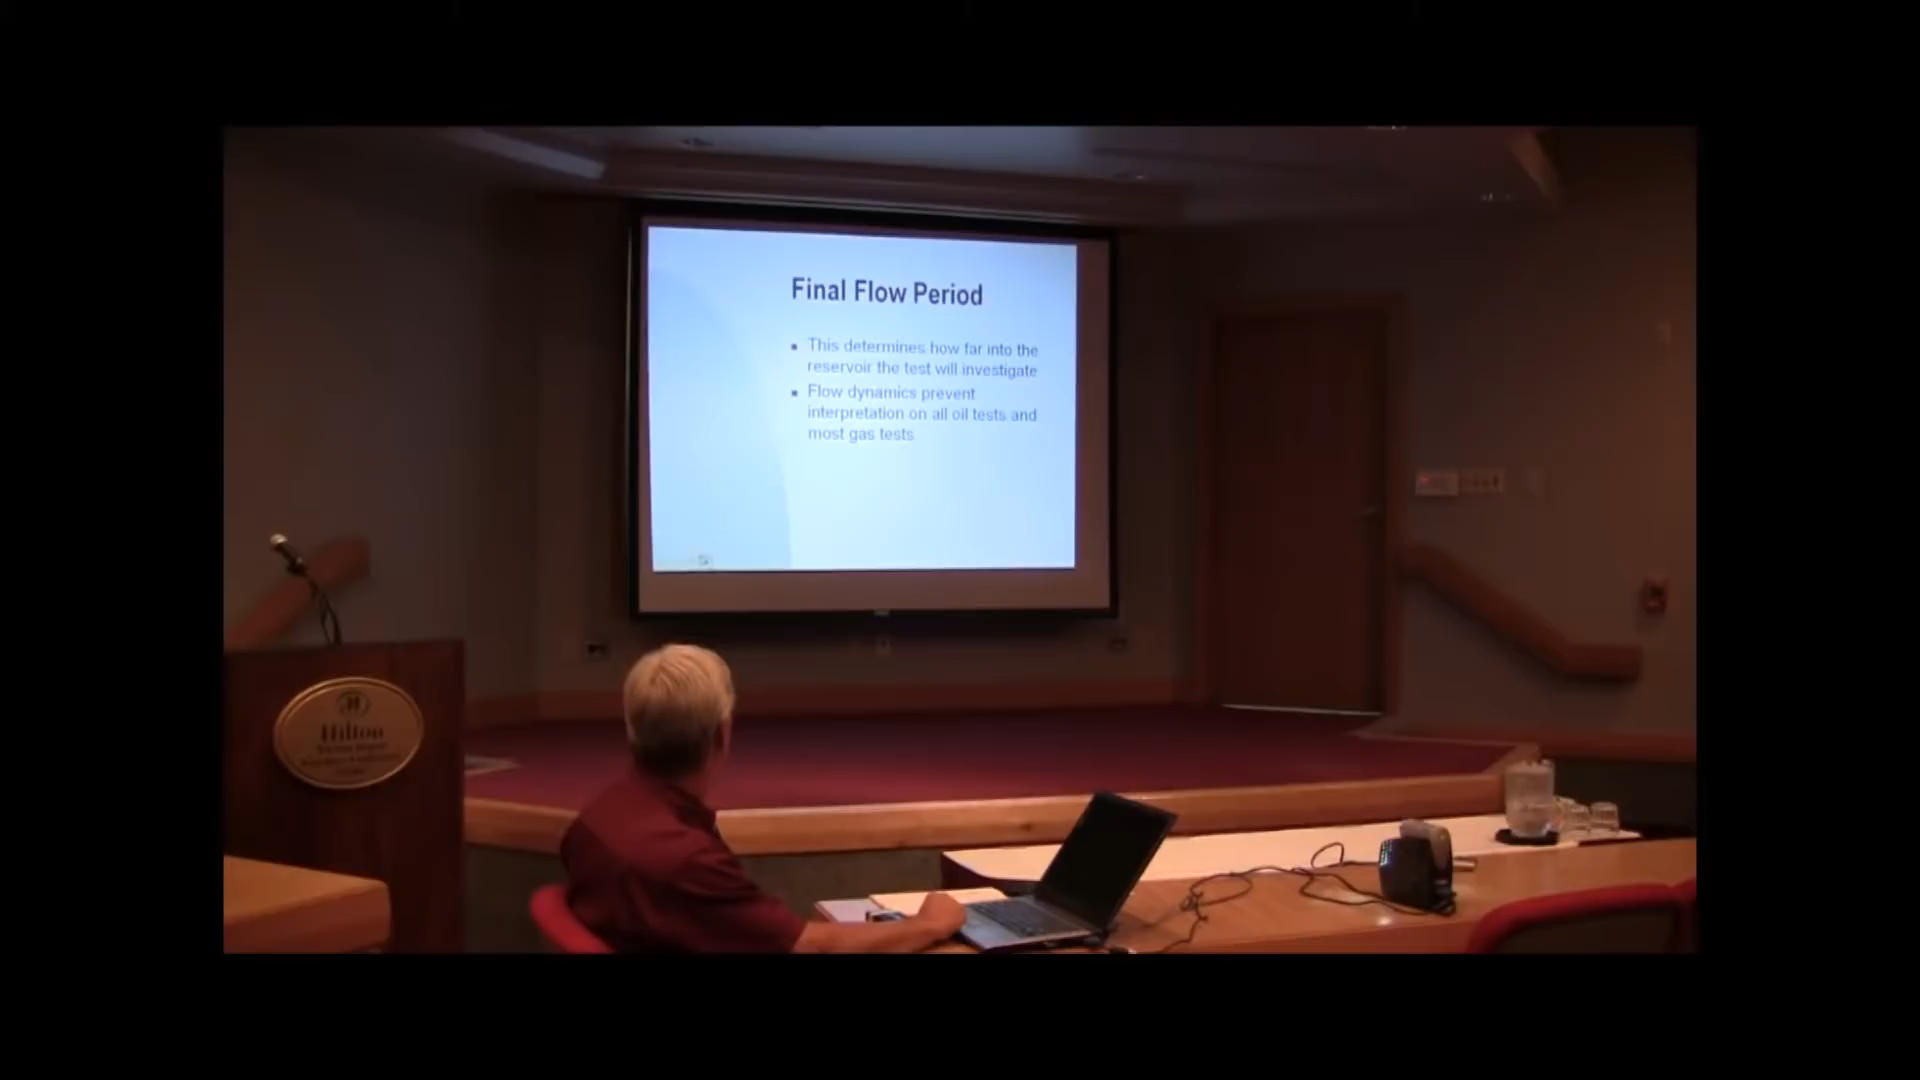 Final Flow Period
This determines how far into the
reservoir the test will investigate
Flow dynamics prevent
interpretation on all oil tests and
most gas tests
Hilton